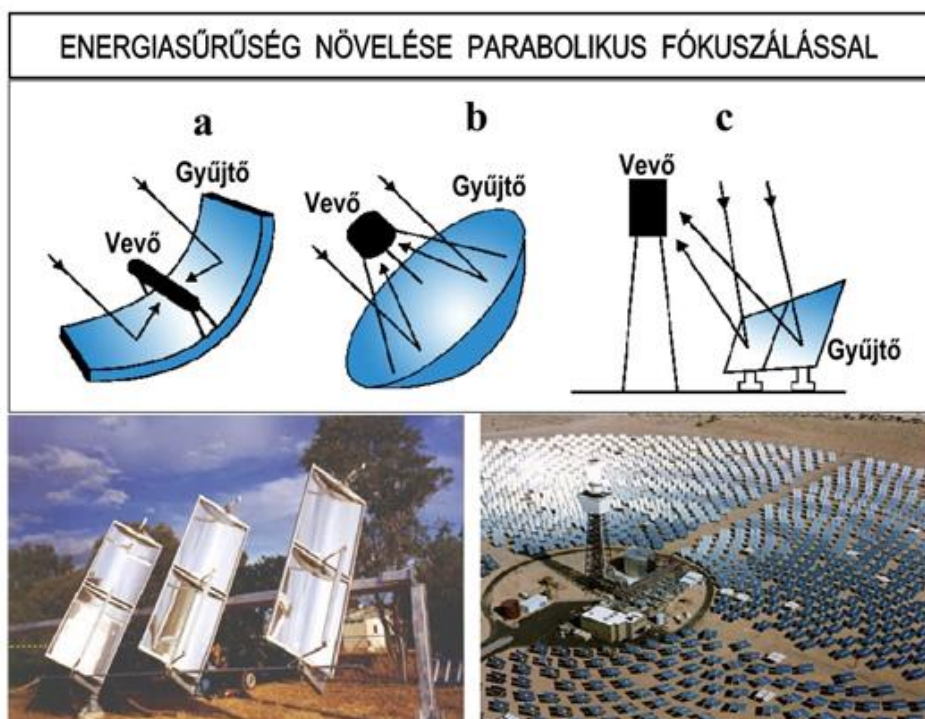 ENERGIASŰRŰSÉG NÖVELÉSE PARABOLIKUS FÓKUSZÁLÁSSAL
a
b
c
Gyűjtő
Vevő
Vevő
Gyűjtő
Vevő
Gyűjtő